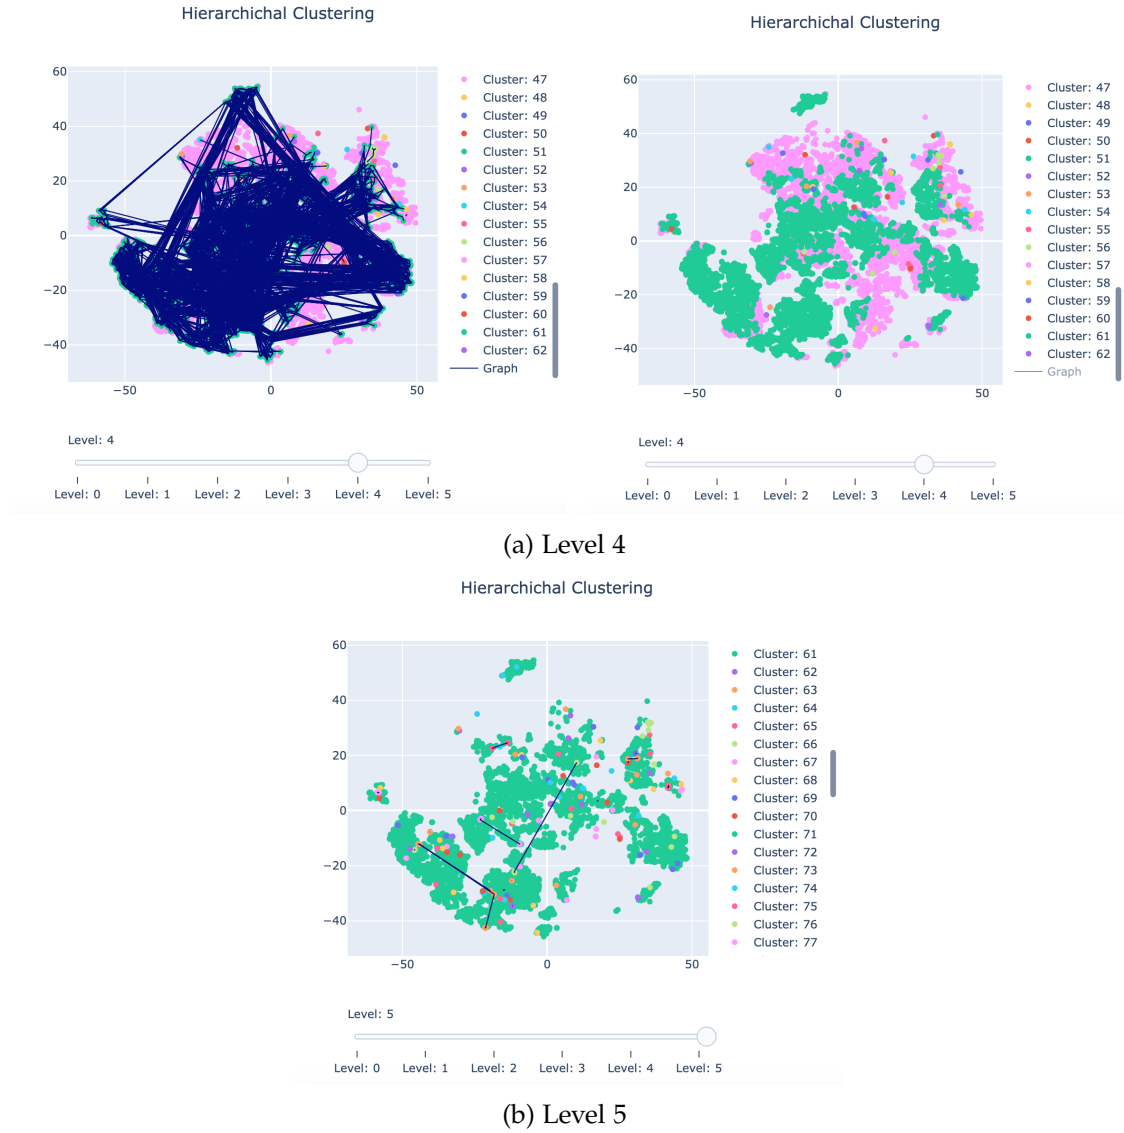 Hierarchichal Clustering
60
40
20
0
−20
−40
−50
0
50
Cluster: 47
Cluster: 48
Cluster: 49
Cluster: 50
Cluster: 51
Cluster: 52
Cluster: 53
Cluster: 54
Cluster: 55
Cluster: 56
Cluster: 57
Cluster: 58
Cluster: 59
Cluster: 60
Cluster: 61
Cluster: 62
Graph
Level: 4
Level: 0 Level: 1 Level: 2 Level: 3 Level: 4 Level: 5
Hierarchichal Clustering
60
40
20
0
−20
−40
−50
0
50
Cluster: 47
Cluster: 48
Cluster: 49
Cluster: 50
Cluster: 51
Cluster: 52
Cluster: 53
Cluster: 54
Cluster: 55
Cluster: 56
Cluster: 57
Cluster: 58
Cluster: 59
Cluster: 60
Cluster: 61
Cluster: 62
Graph
Level: 4
Level: 0 Level: 1 Level: 2 Level: 3 Level: 4 Level: 5
(a) Level 4
Hierarchichal Clustering
60
40
20
0
−20
−40
−50
0
50
Cluster: 61
Cluster: 62
Cluster: 63
Cluster: 64
Cluster: 65
Cluster: 66
Cluster: 67
Cluster: 68
Cluster: 69
Cluster: 70
Cluster: 71
Cluster: 72
Cluster: 73
Cluster: 74
Cluster: 75
Cluster: 76
Cluster: 77
Level: 5
Level: 0 Level: 1 Level: 2 Level: 3 Level: 4 Level: 5
(b) Level 5